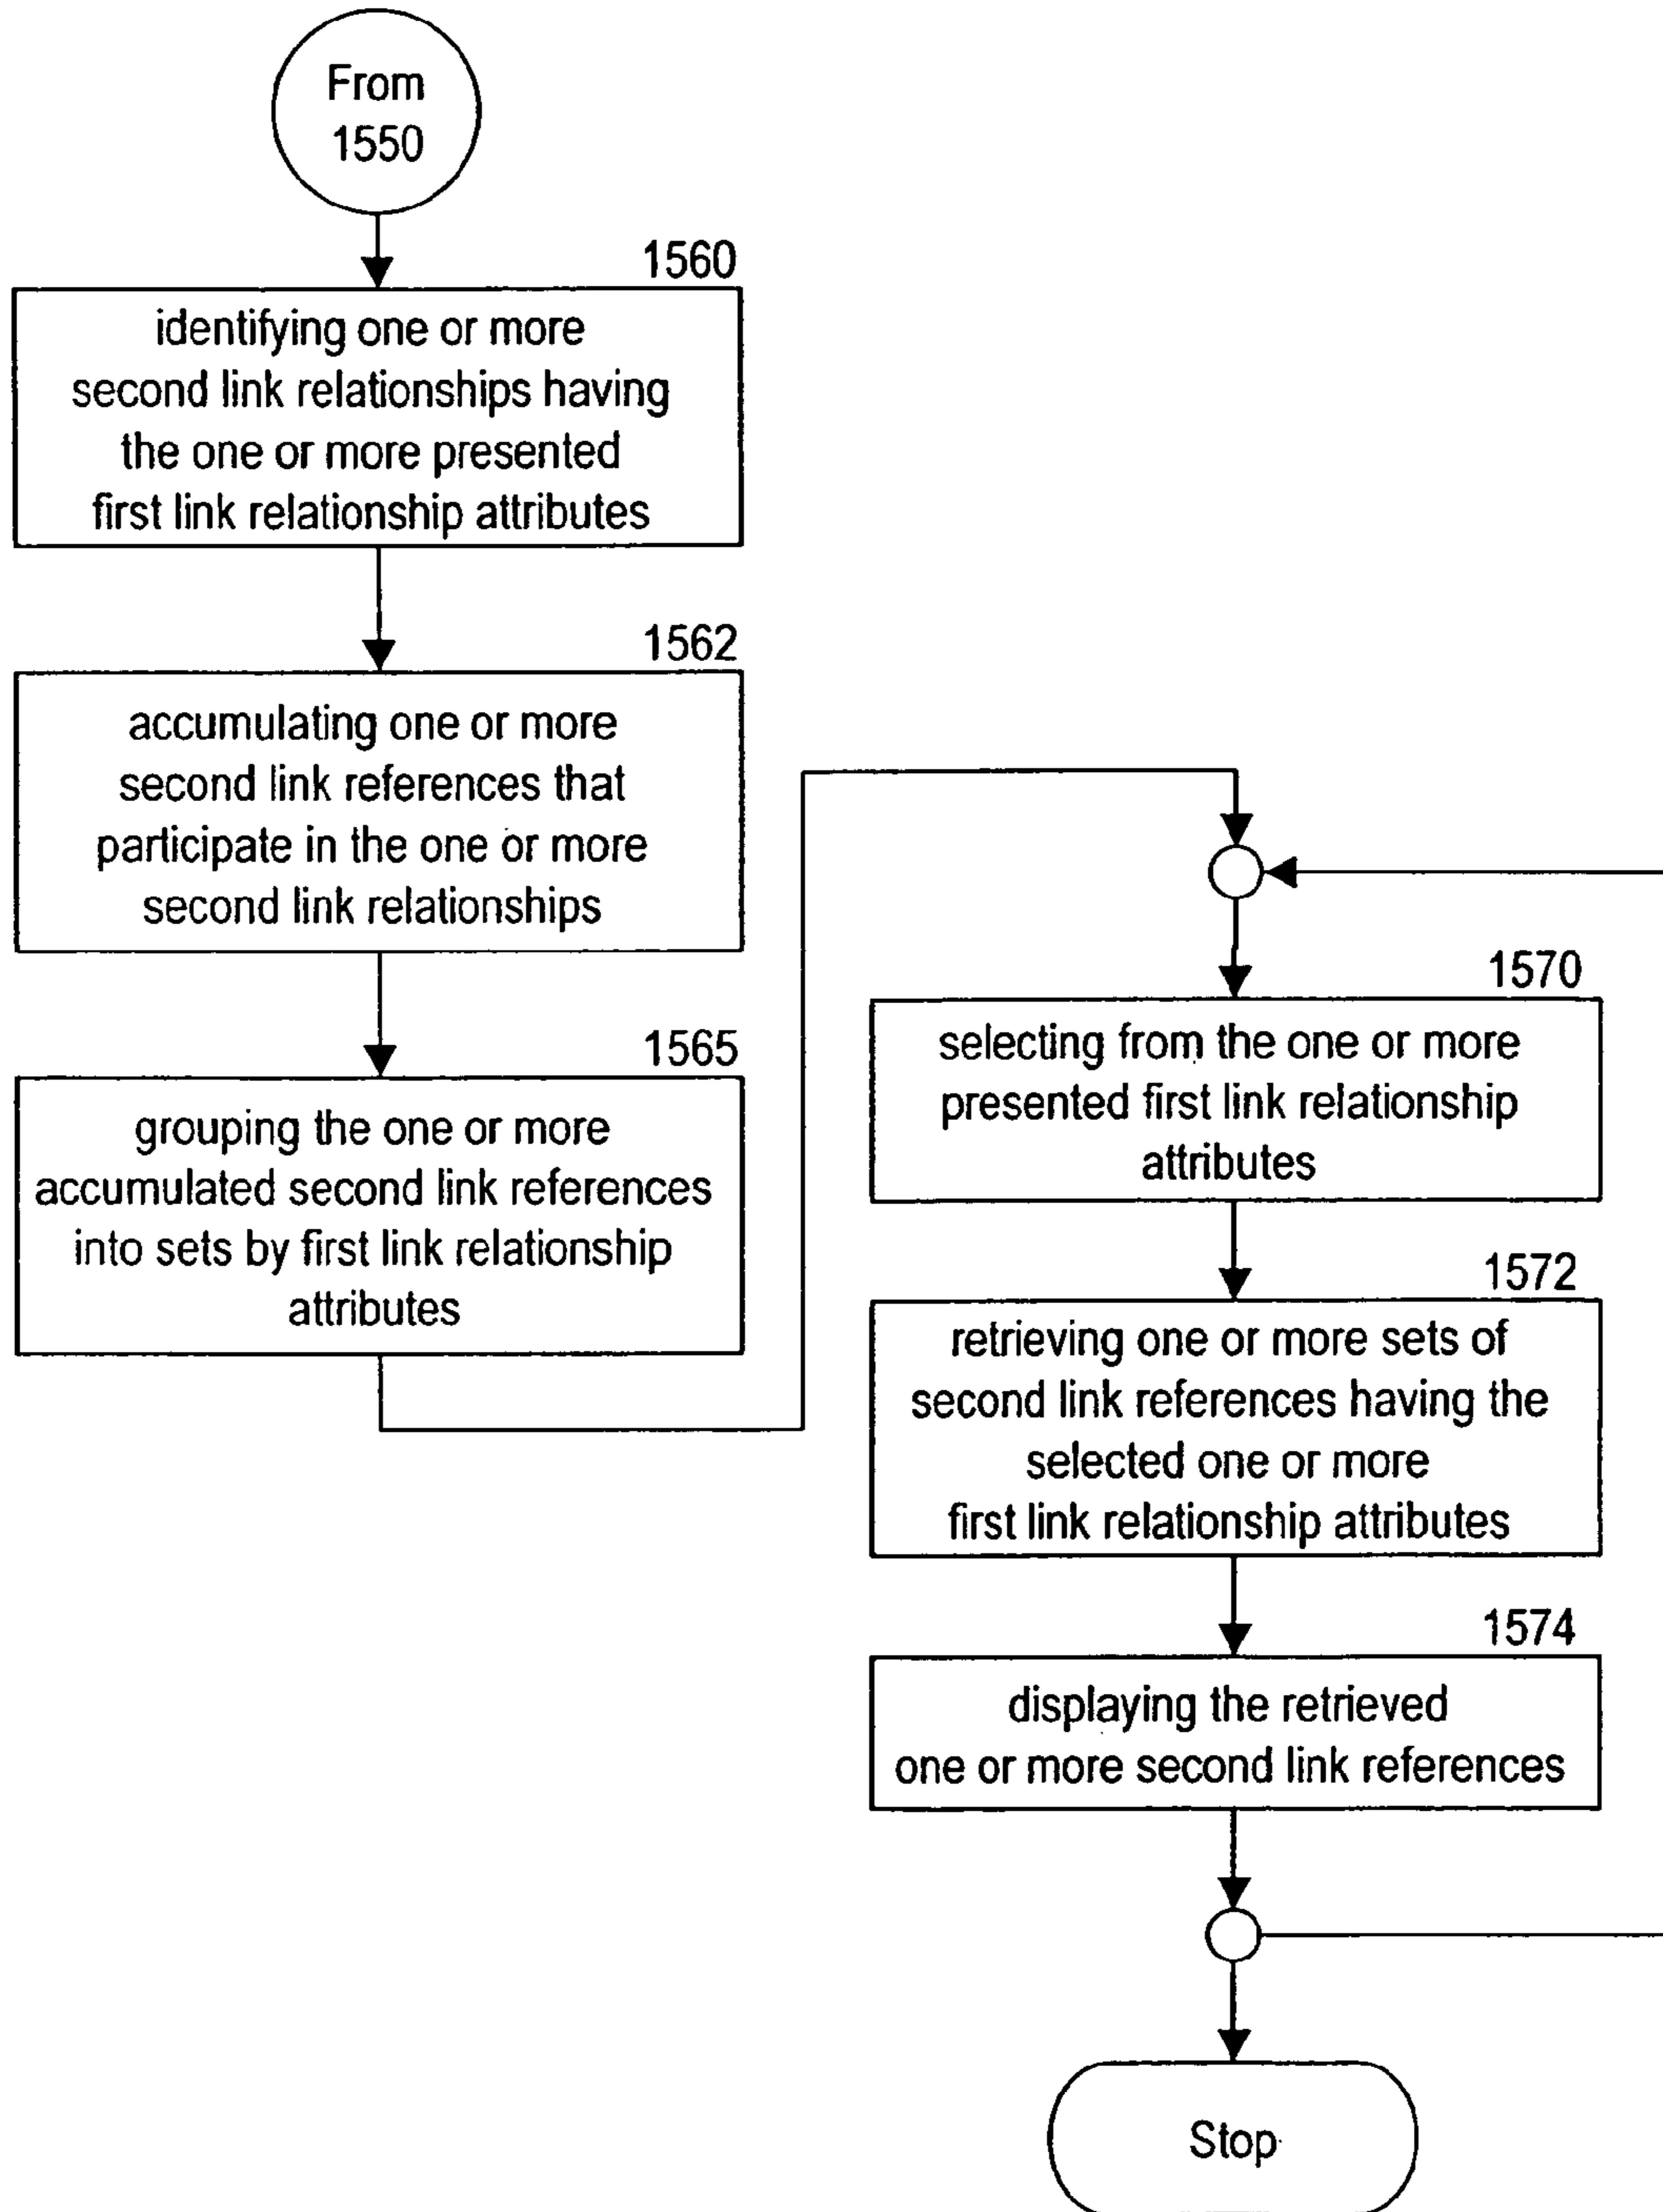 From
1550
1560
identifying one or more
second link relationships having
the one or more presented
first link relationship attributes
1562
accumulating one or more
second link references that
participate in the one or more
second link relationships
1565
grouping the one or more
accumulated second link references
into sets by first link relationship
attributes
1570
selecting from the one or more
presented first link relationship
attributes
1572
retrieving one or more sets of
second link references having the
selected one or more
first link relationship attributes
1574
displaying the retrieved
one or more second link references
Stop